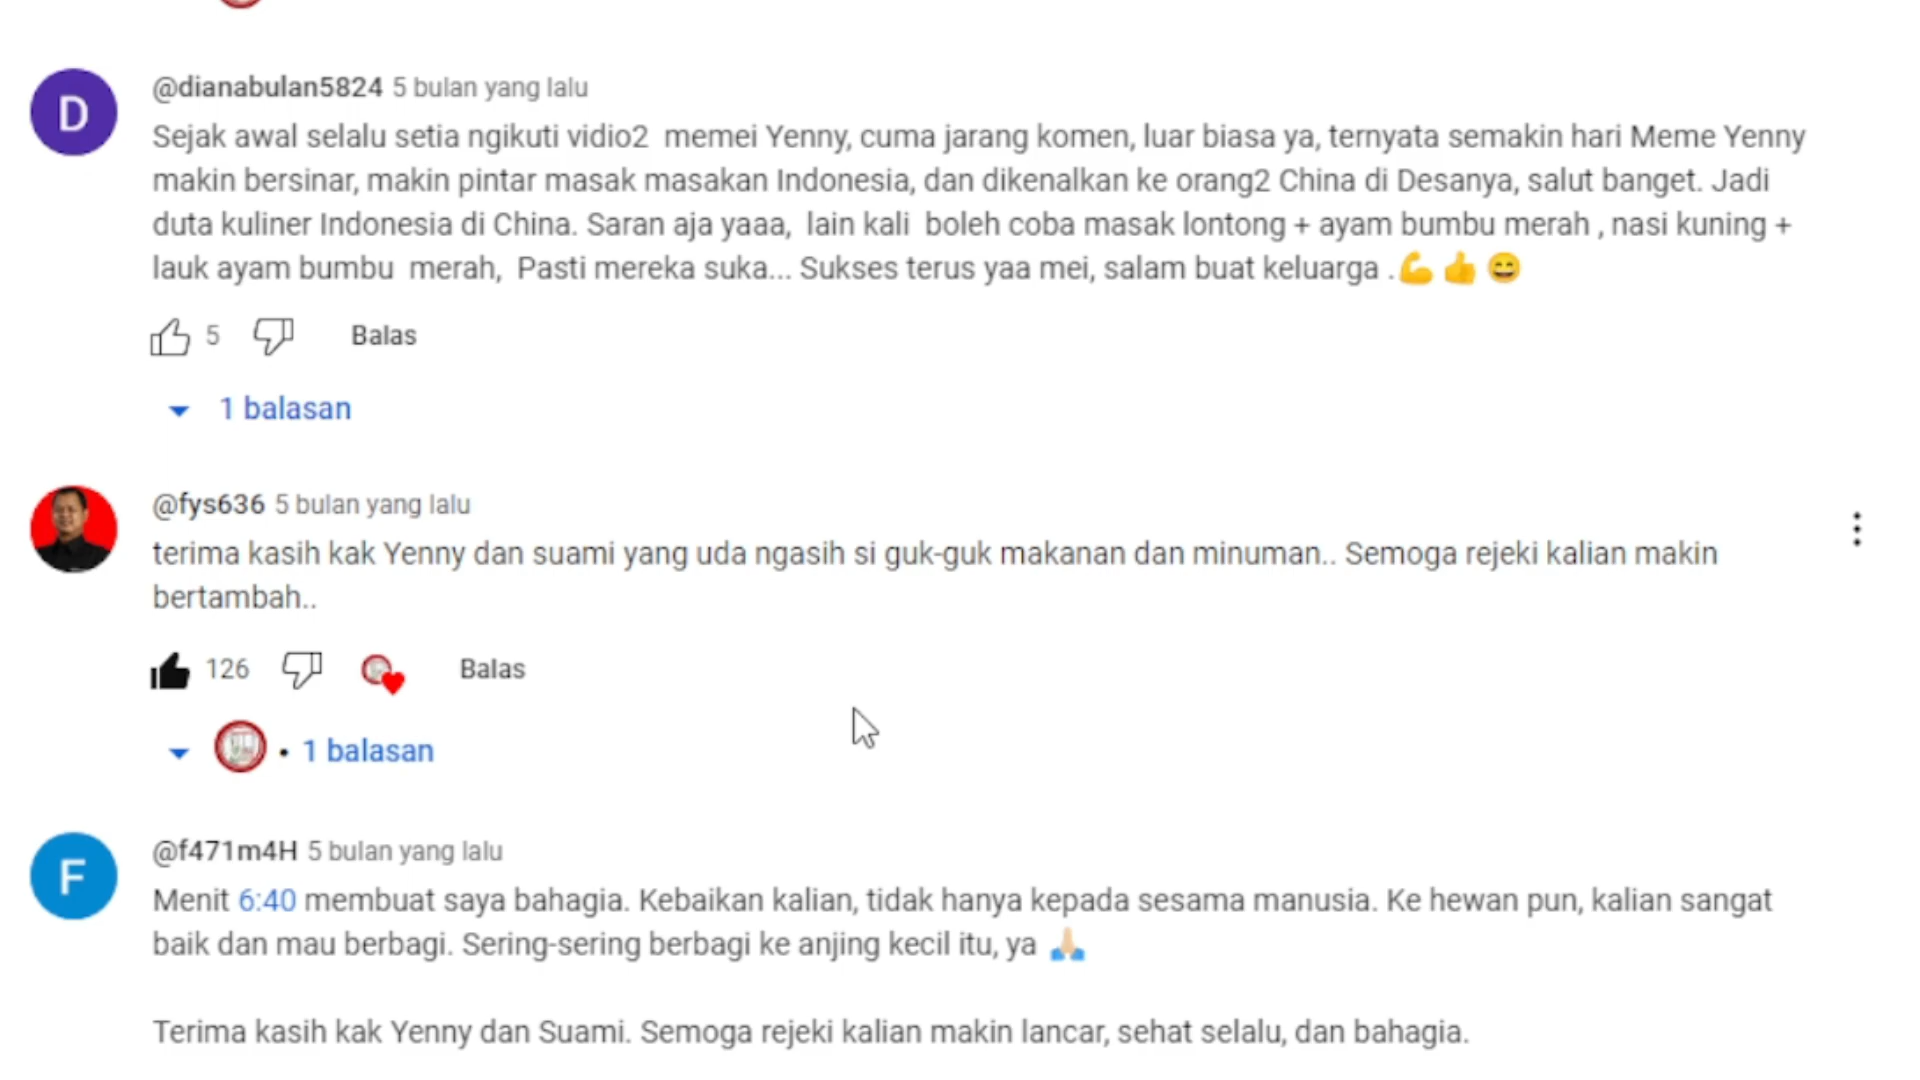 D
@dianabulan5824 5 bulan yang lalu
Sejak awal selalu setia ngikuti vidio2 memei Yenny, cuma jarang komen, luar biasa ya, ternyata semakin hari Meme Yenny
makin bersinar, makin pintar masak masakan Indonesia, dan dikenalkan ke orang2 China di Desanya, salut banget. Jadi
duta kuliner Indonesia di China. Saran aja yaaa, lain kali boleh coba masak lontong + ayam bumbu merah , nasi kuning +
lauk ayam bumbu merah, Pasti mereka suka... Sukses terus yaa mei, salam buat keluarga .💪👍😄
5 Balas
1 balasan
@fys636 5 bulan yang lalu
terima kasih kak Yenny dan suami yang uda ngasih si guk-guk makanan dan minuman.. Semoga rejeki kalian makin
bertambah..
126 Balas
• 1 balasan
F
@f471m4H 5 bulan yang lalu
Menit 6:40 membuat saya bahagia. Kebaikan kalian, tidak hanya kepada sesama manusia. Ke hewan pun, kalian sangat
baik dan mau berbagi. Sering-sering berbagi ke anjing kecil itu, ya 🙏🏼
Terima kasih kak Yenny dan Suami. Semoga rejeki kalian makin lancar, sehat selalu, dan bahagia.